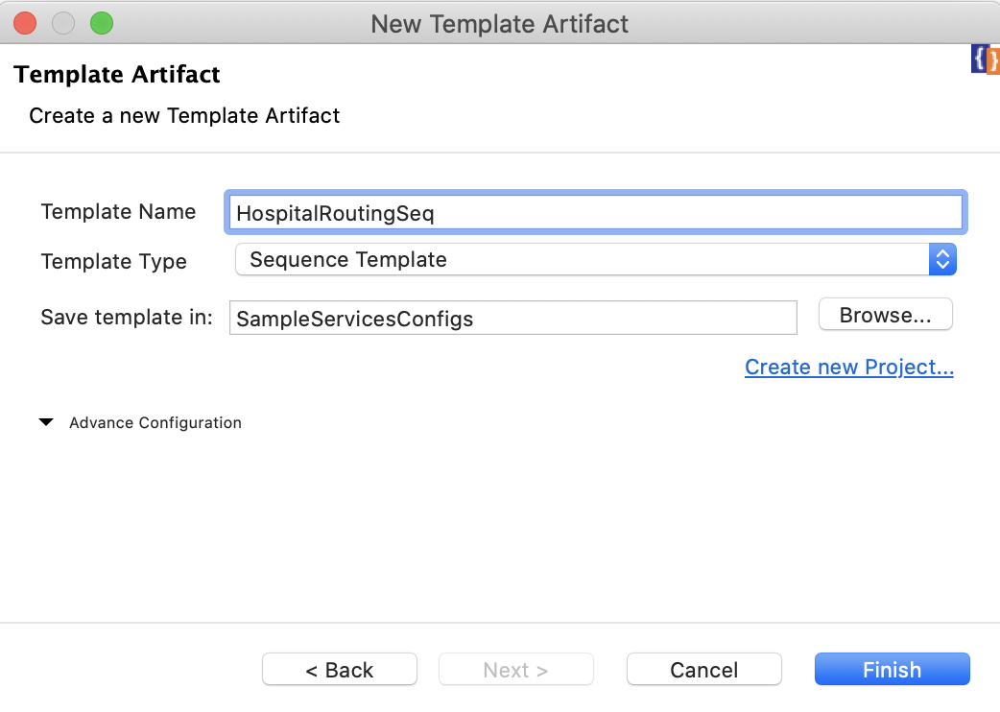 New Template Artifact
{ }
Template Artifact
Create a new Template Artifact
Template Name HospitalRoutingSeq
Template Type Sequence Template
Save template in: SampleServicesConfigs Browse...
Create new Project...
Advance Configuration
< Back Next > Cancel Finish